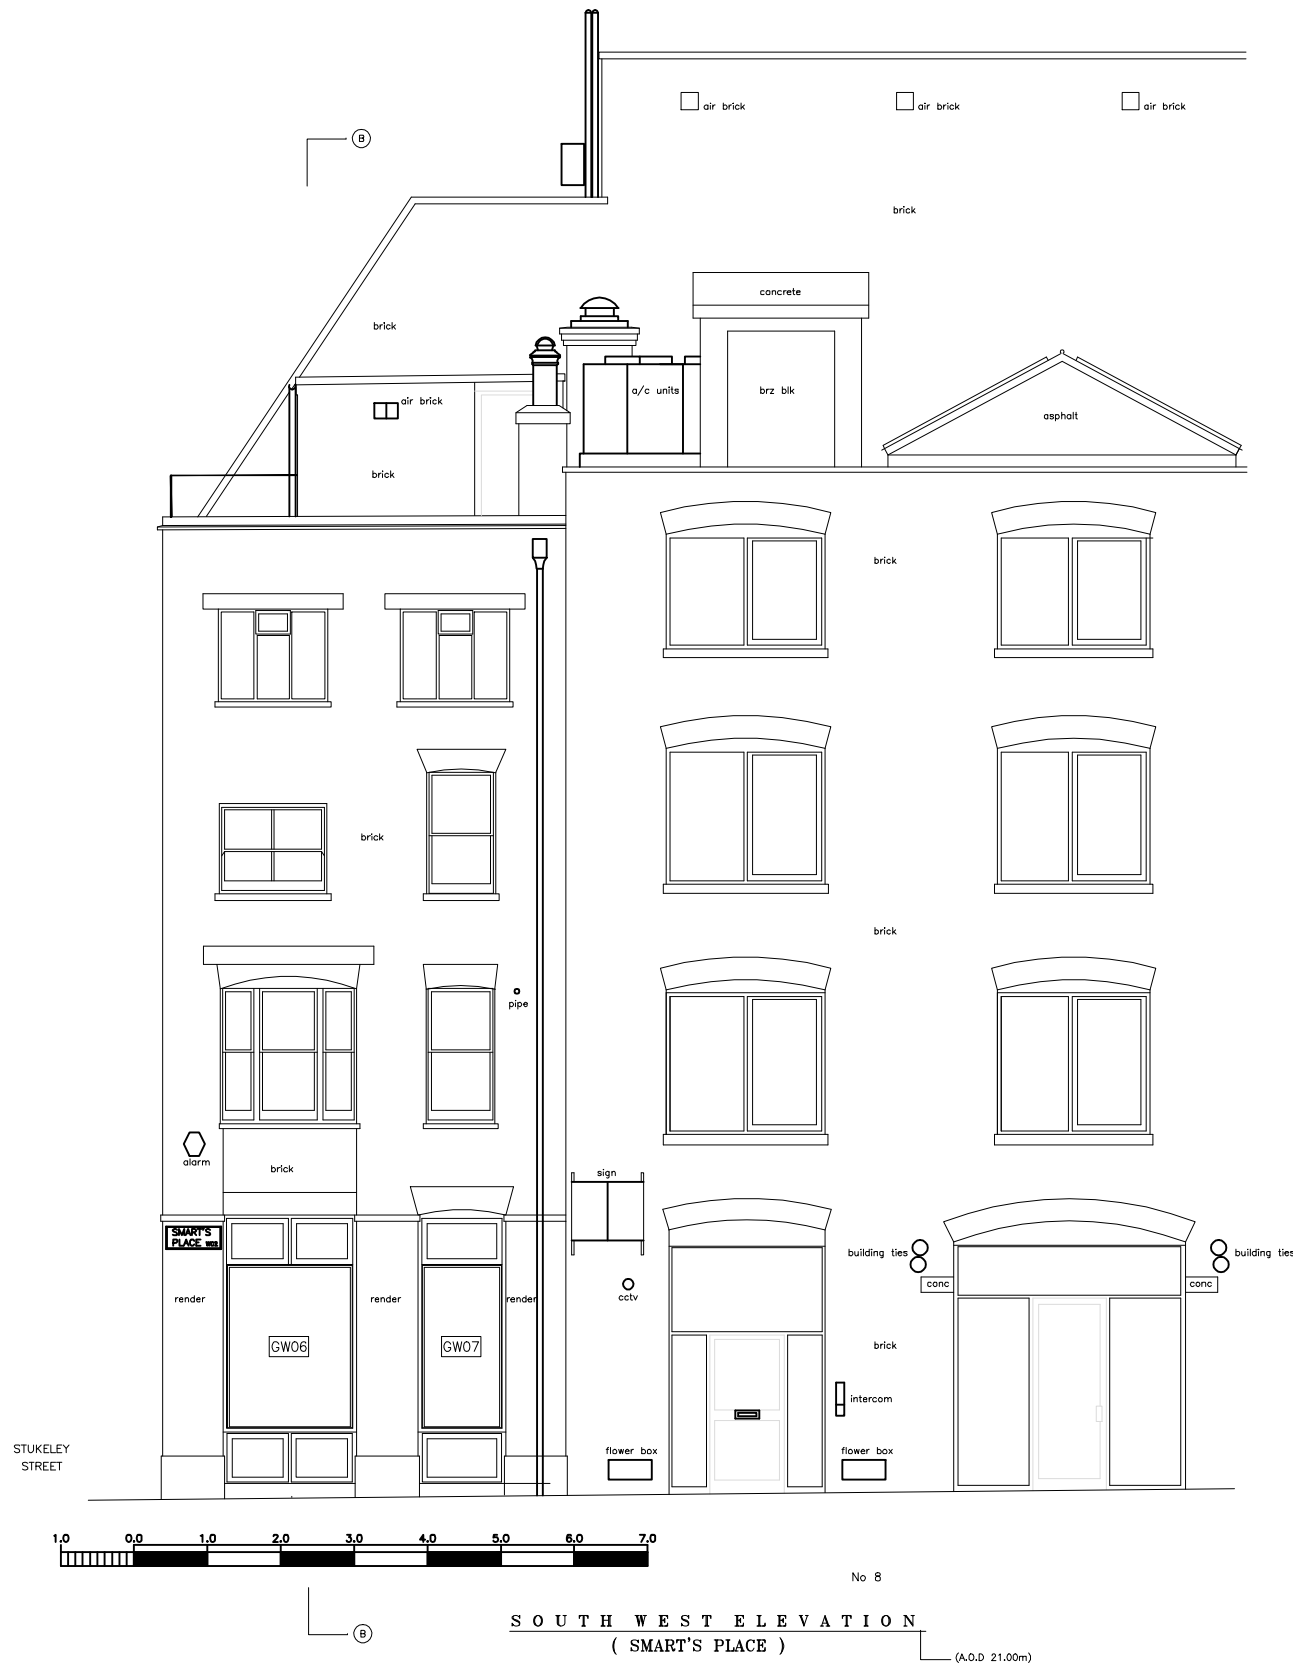 air brick
air brick
air brick
B
brick
concrete
brick
a/c units
brz blk
air brick
asphalt
brick
brick
brick
brick
pipe
alarm
brick
sign
SMART'S
PLACE WC2
building ties
building ties
conc
conc
render
render
render
cctv
GW06
GW07
brick
intercom
STUKELEY
STREET
flower box
flower box
1.0 0.0 1.0 2.0 3.0 4.0 5.0 6.0 7.0
No 8
SOUTH WEST ELEVATION
( SMART'S PLACE )
B
(A.O.D 21.00m)